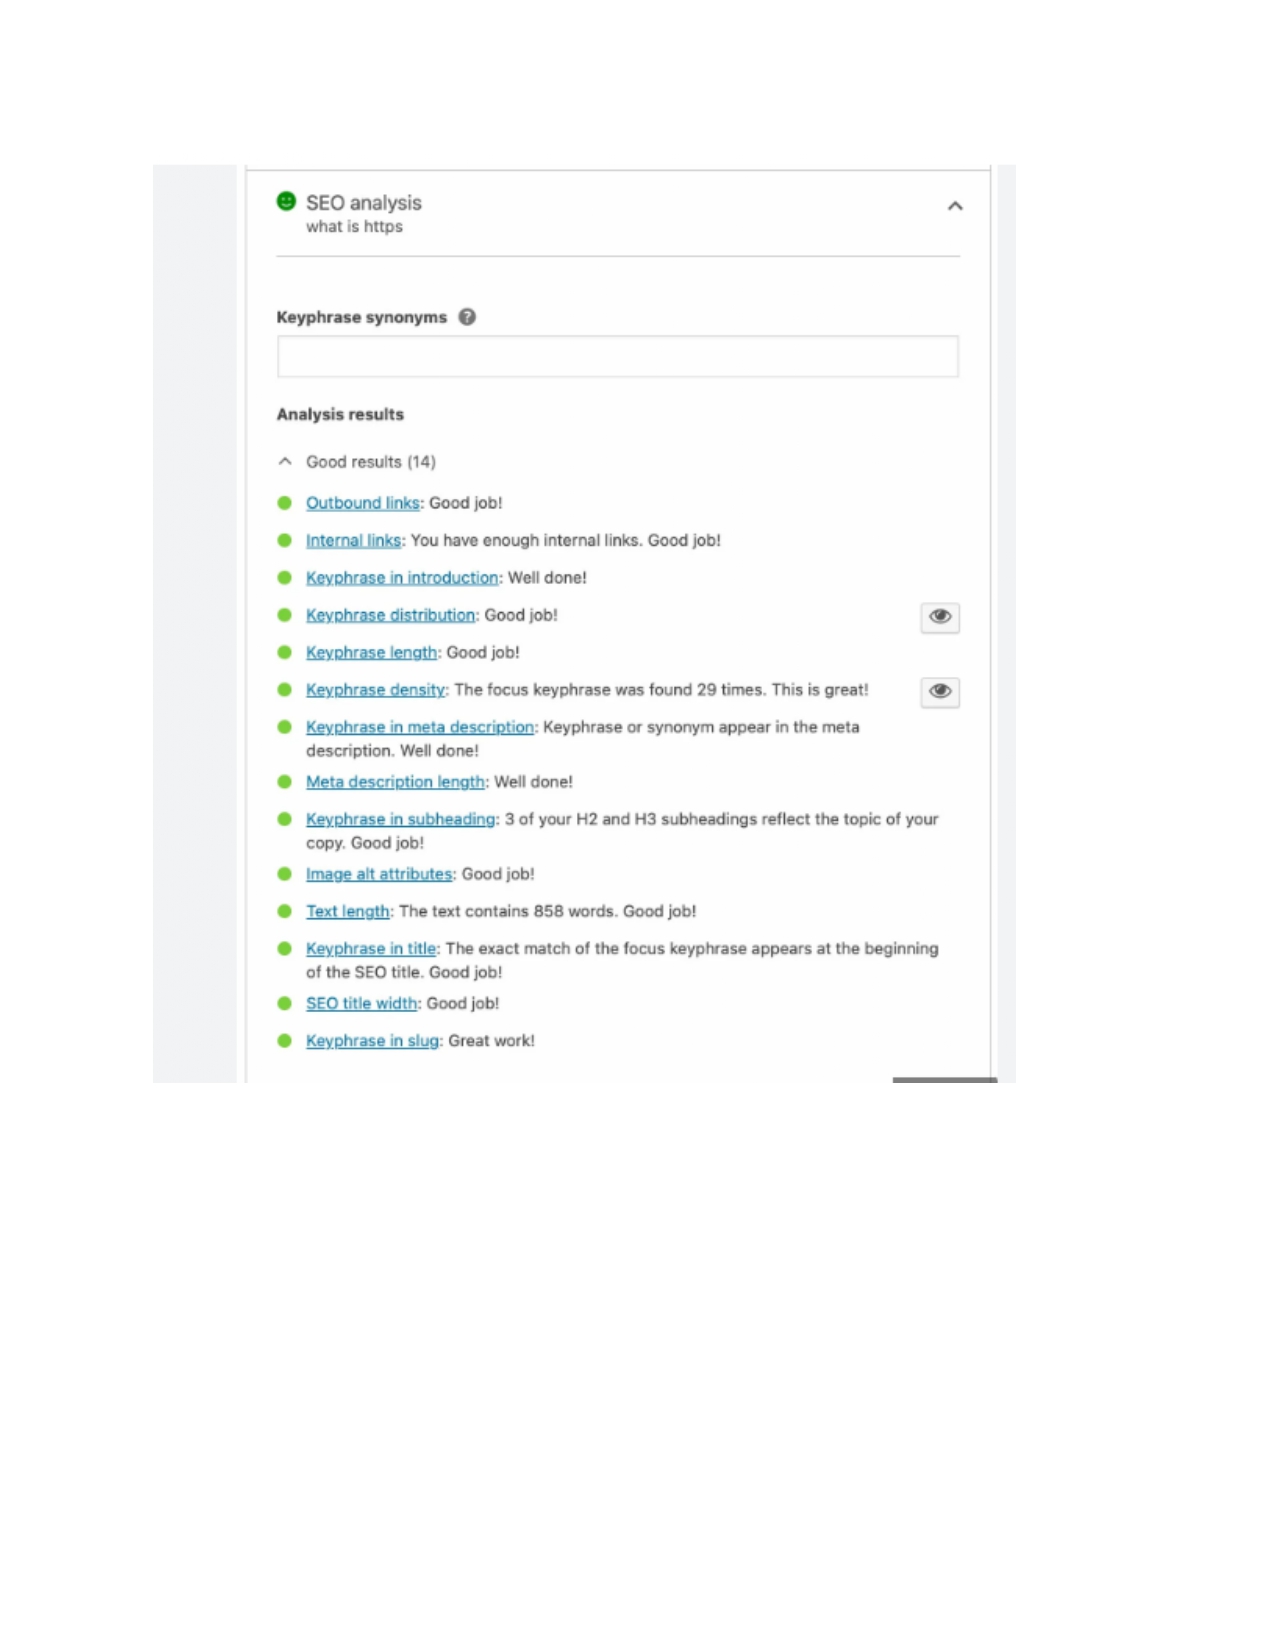 SEO analysis
what is https
Keyphrase synonyms ?
Analysis results
Good results (14)
Outbound links: Good job!
Internal links: You have enough internal links. Good job!
Keyphrase in introduction: Well done!
Keyphrase distribution: Good job!
Keyphrase length: Good job!
Keyphrase density: The focus keyphrase was found 29 times. This is great!
Keyphrase in meta description: Keyphrase or synonym appear in the meta
description. Well done!
Meta description length: Well done!
Keyphrase in subheading: 3 of your H2 and H3 subheadings reflect the topic of your
copy. Good job!
Image alt attributes: Good job!
Text length: The text contains 858 words. Good job!
Keyphrase in title: The exact match of the focus keyphrase appears at the beginning
of the SEO title. Good job!
SEO title width: Good job!
Keyphrase in slug: Great work!